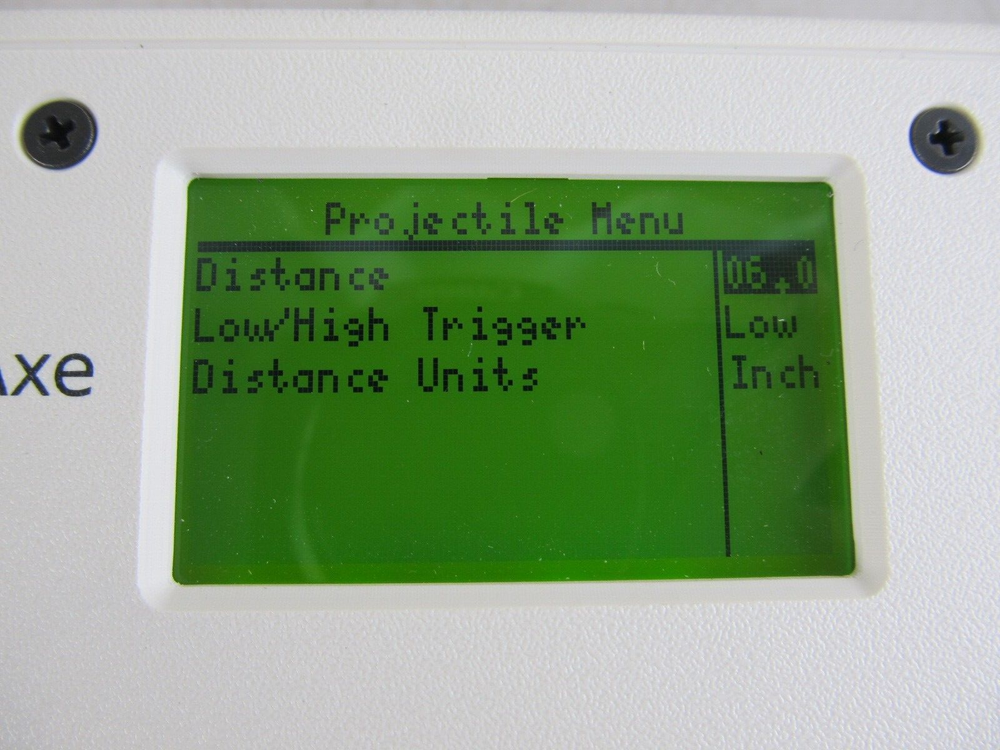 Projectile Menu
Distance 06.0
Low/High Trigger Low
Distance Units Inch
Axe